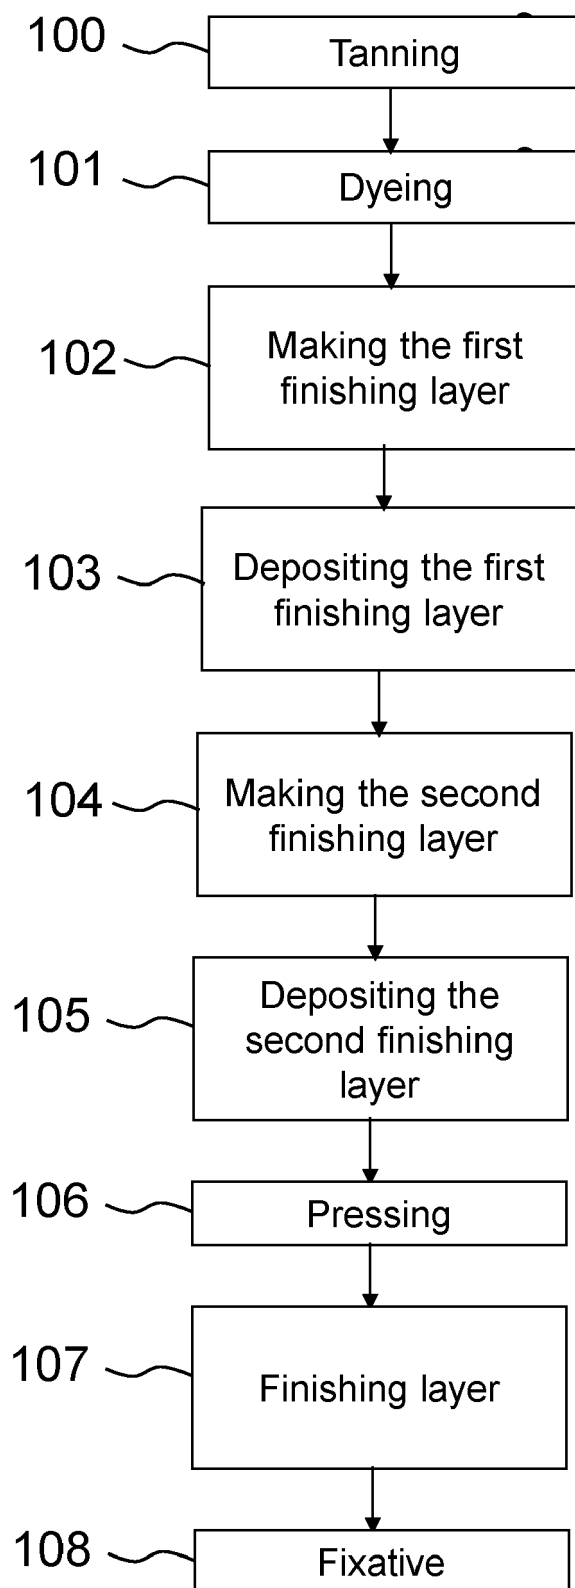 100
Tanning
101
Dyeing
102
Making the first
finishing layer
103
Depositing the first
finishing layer
104
Making the second
finishing layer
105
Depositing the
second finishing
layer
106
Pressing
107
Finishing layer
108
Fixative